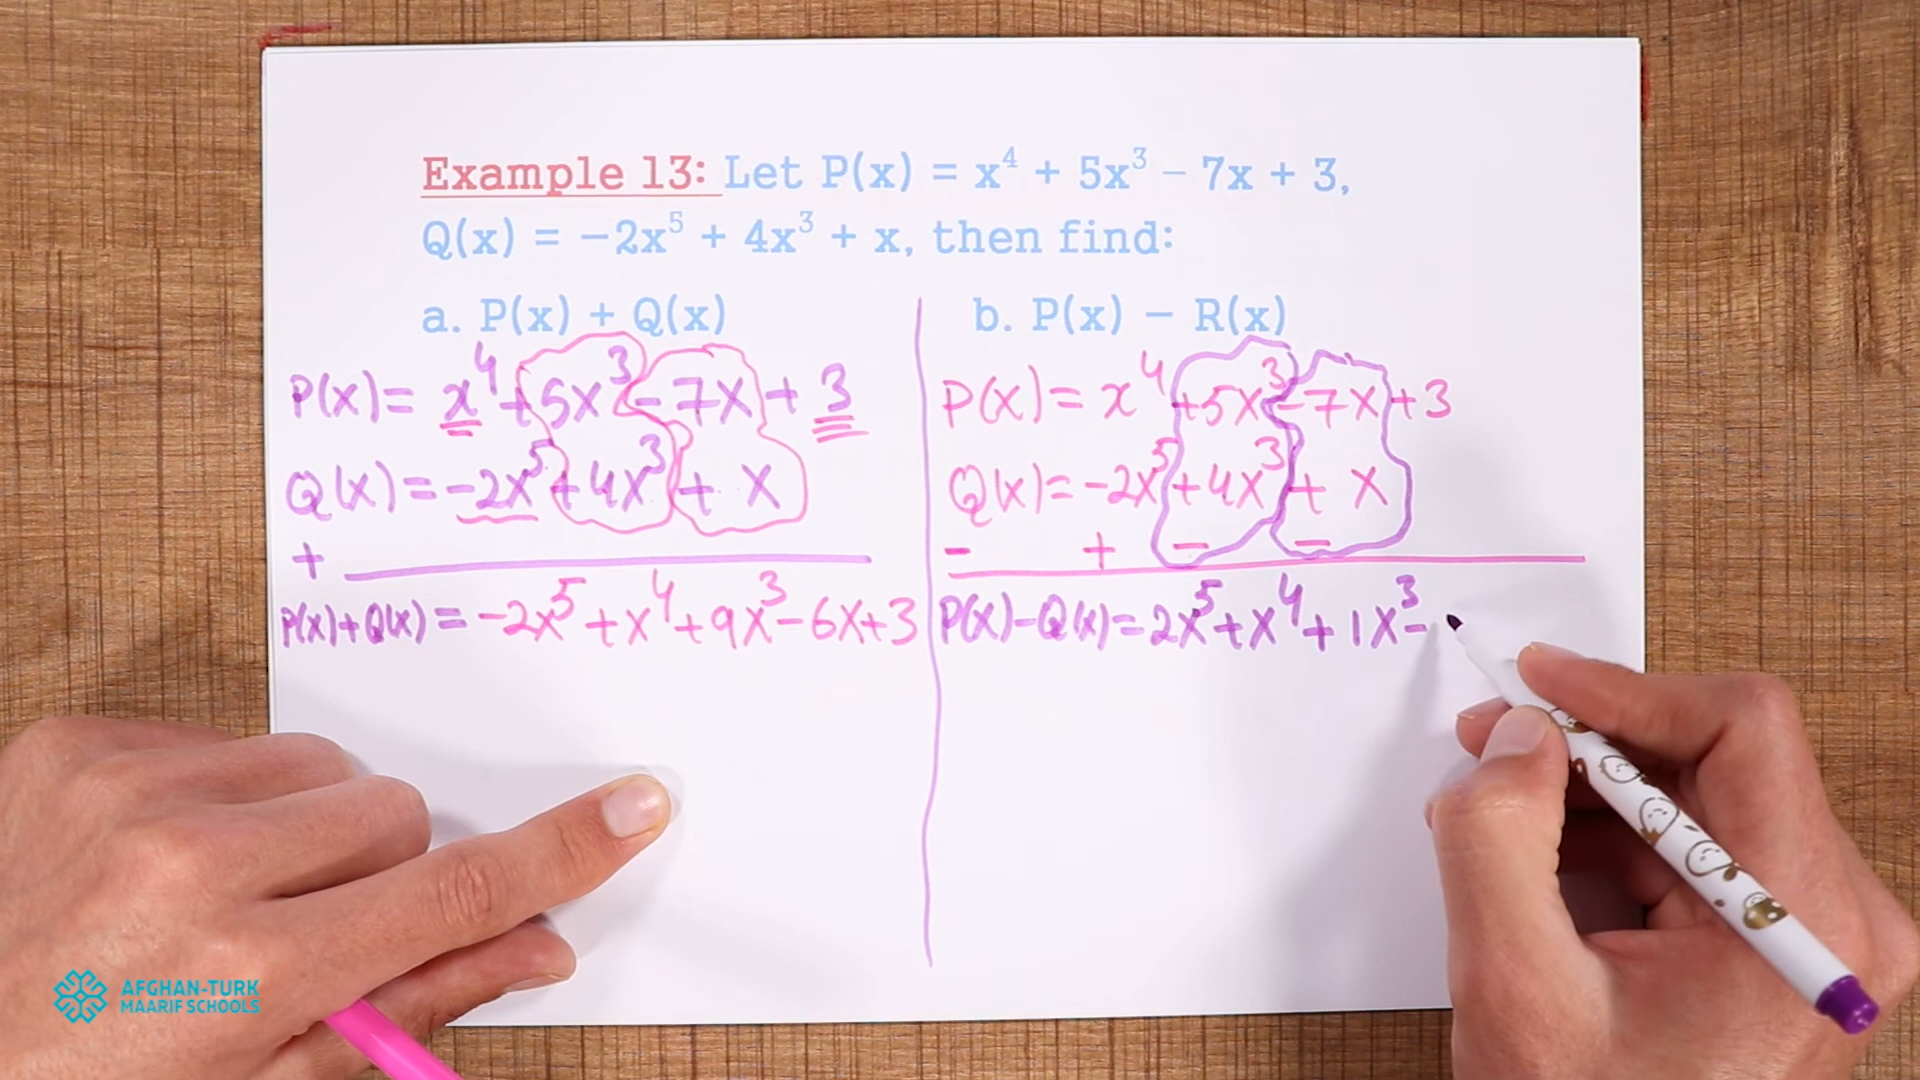 Example 13: Let P(x) = x⁴ + 5x³ – 7x + 3,
Q(x) = –2x⁵ + 4x³ + x, then find:
a. P(x) + Q(x)
P(x) = x⁴ + 5x³ - 7x + 3
Q(x) = -2x⁵ + 4x³ + x
+
P(x)+Q(x) = -2x⁵ + x⁴ + 9x³ - 6x + 3
b. P(x) – R(x)
P(x) = x⁴ + 5x³ - 7x + 3
Q(x) = -2x⁵ + 4x³ + x
- + - -
P(x)-Q(x) = 2x⁵ + x⁴ + 1x³ -
AFGHAN-TURK
MAARIF SCHOOLS